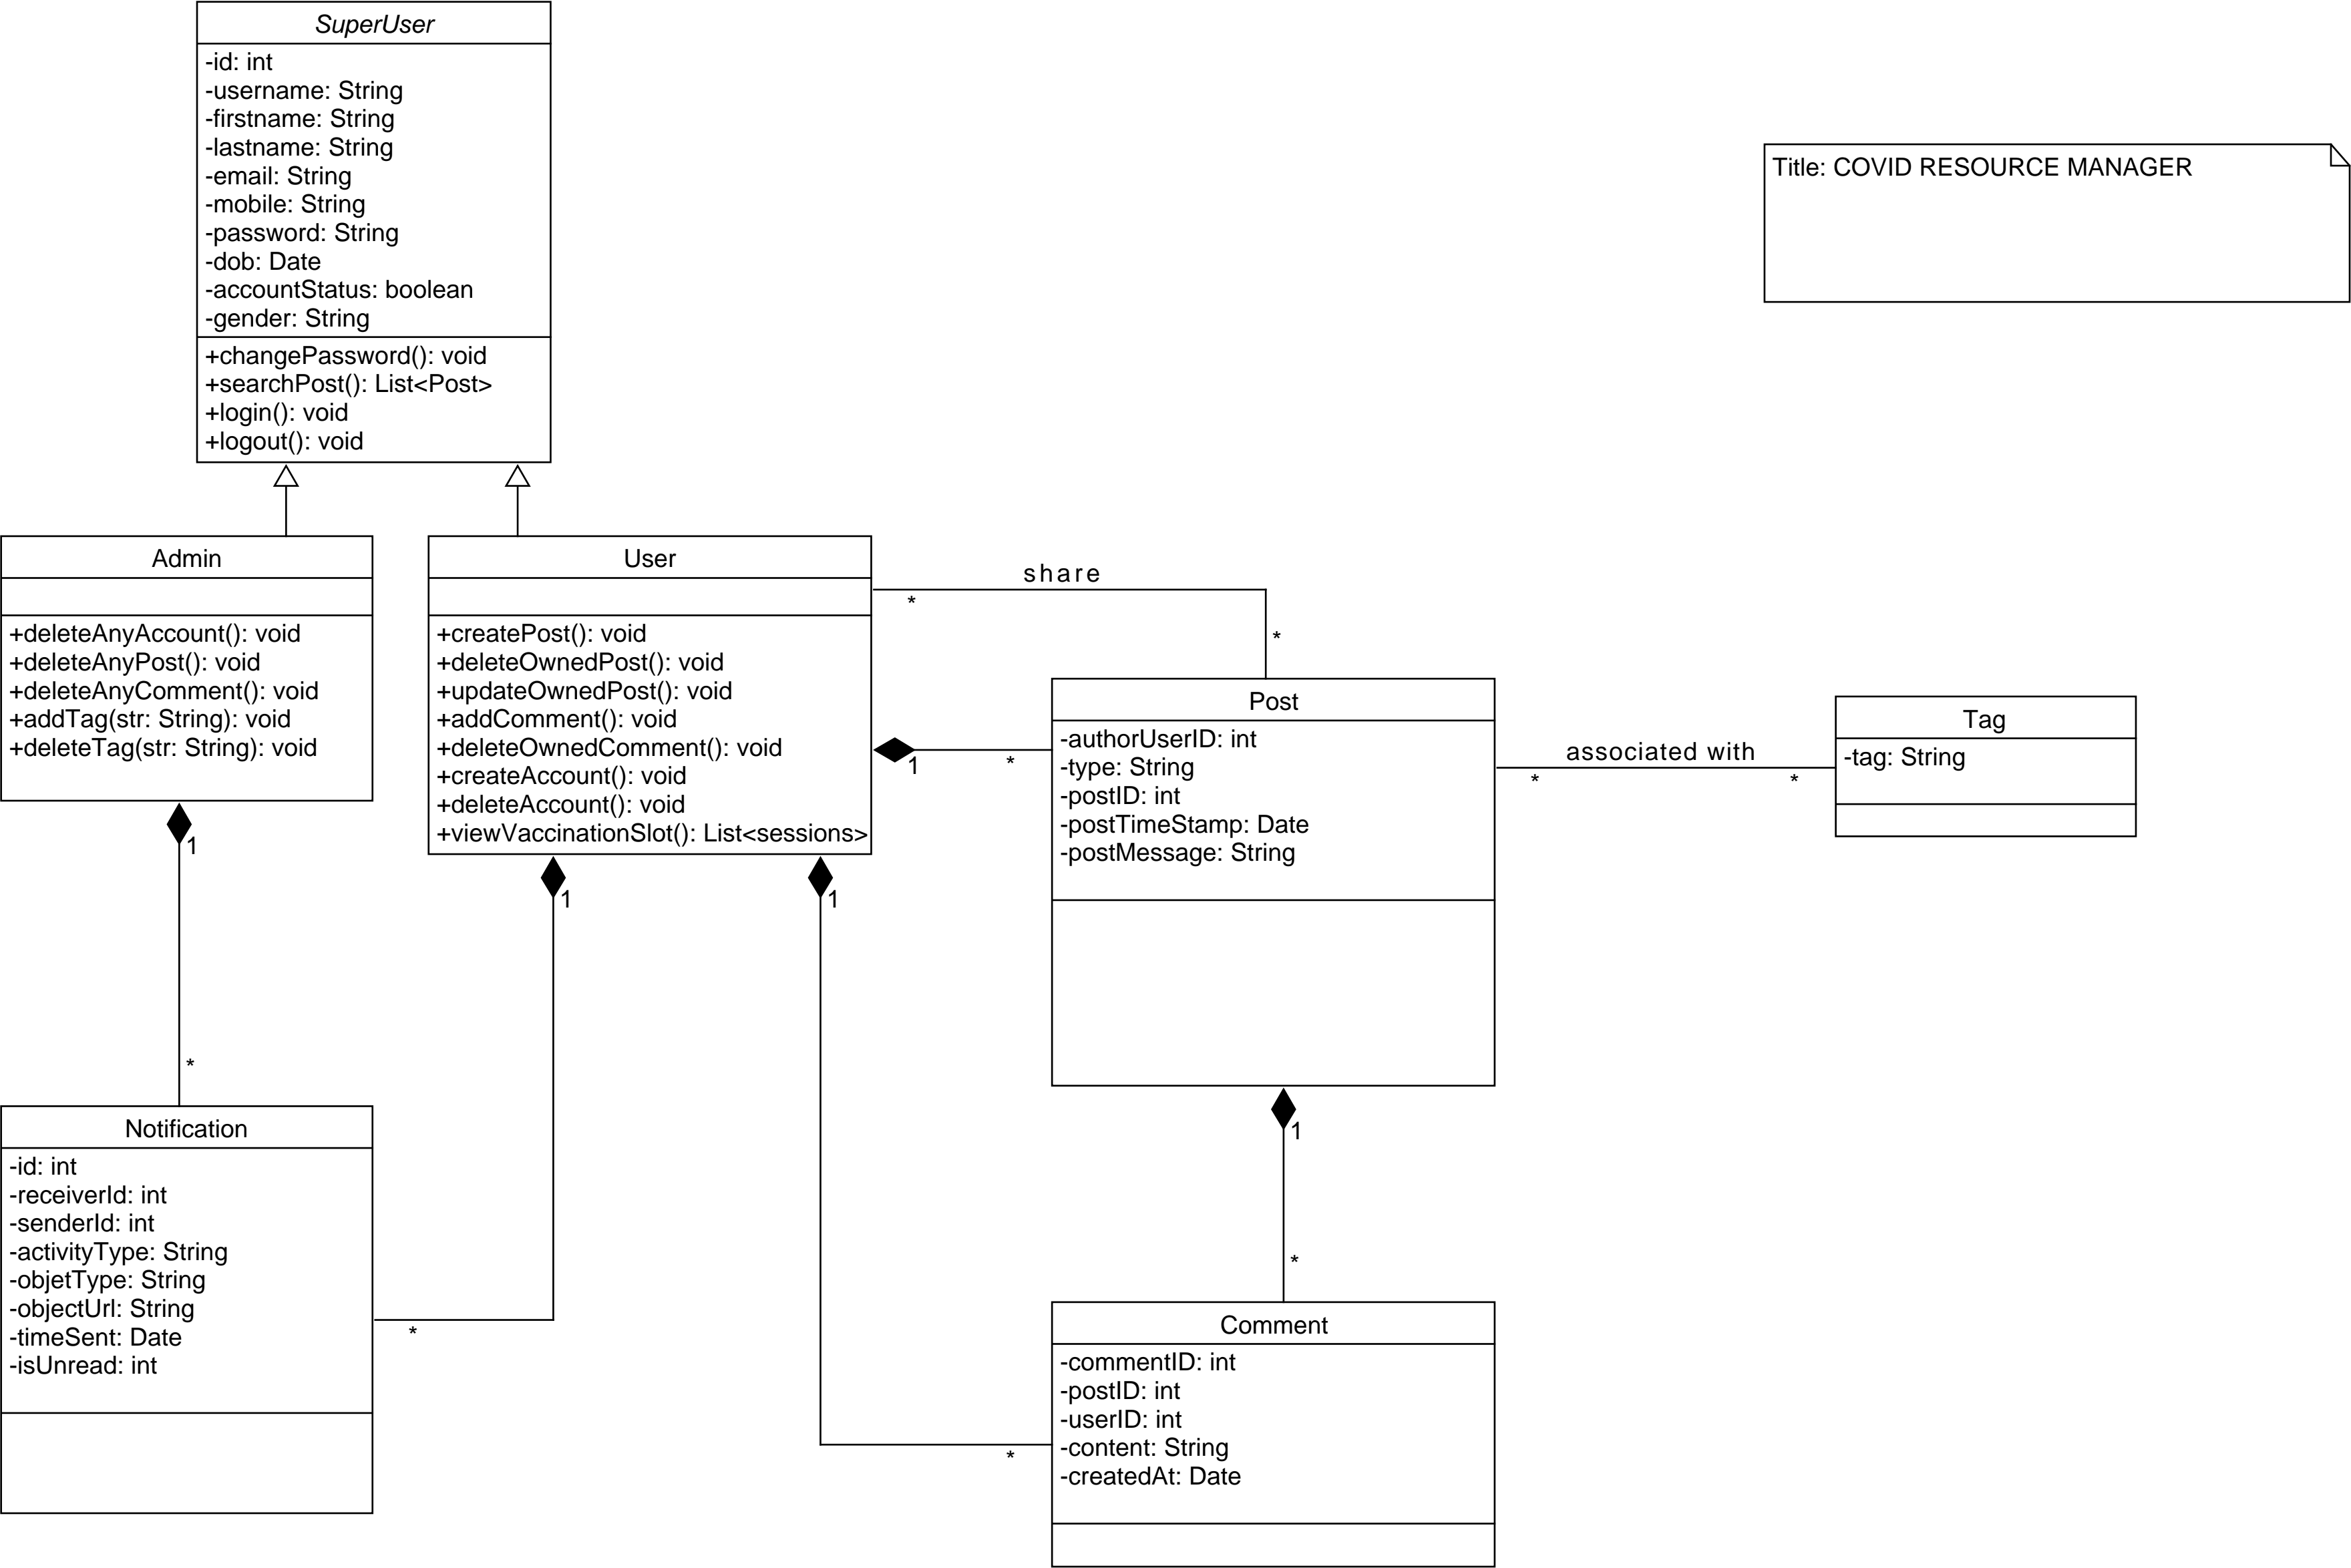 SuperUser
-id: int
-username: String
-firstname: String
-lastname: String
-email: String
-mobile: String
-password: String
-dob: Date
-accountStatus: boolean
-gender: String
+changePassword(): void
+searchPost(): List<Post>
+login(): void
+logout(): void
Title: COVID RESOURCE MANAGER
Admin
+deleteAnyAccount(): void
+deleteAnyPost(): void
+deleteAnyComment(): void
+addTag(str: String): void
+deleteTag(str: String): void
1
*
User
+createPost(): void
+deleteOwnedPost(): void
+updateOwnedPost(): void
+addComment(): void
+deleteOwnedComment(): void
+createAccount(): void
+deleteAccount(): void
+viewVaccinationSlot(): List<sessions>
share
*
*
1
*
1
*
1
*
Post
-authorUserID: int
-type: String
-postID: int
-postTimeStamp: Date
-postMessage: String
associated with
*
*
Tag
-tag: String
1
*
Notification
-id: int
-receiverId: int
-senderId: int
-activityType: String
-objetType: String
-objectUrl: String
-timeSent: Date
-isUnread: int
Comment
-commentID: int
-postID: int
-userID: int
-content: String
-createdAt: Date